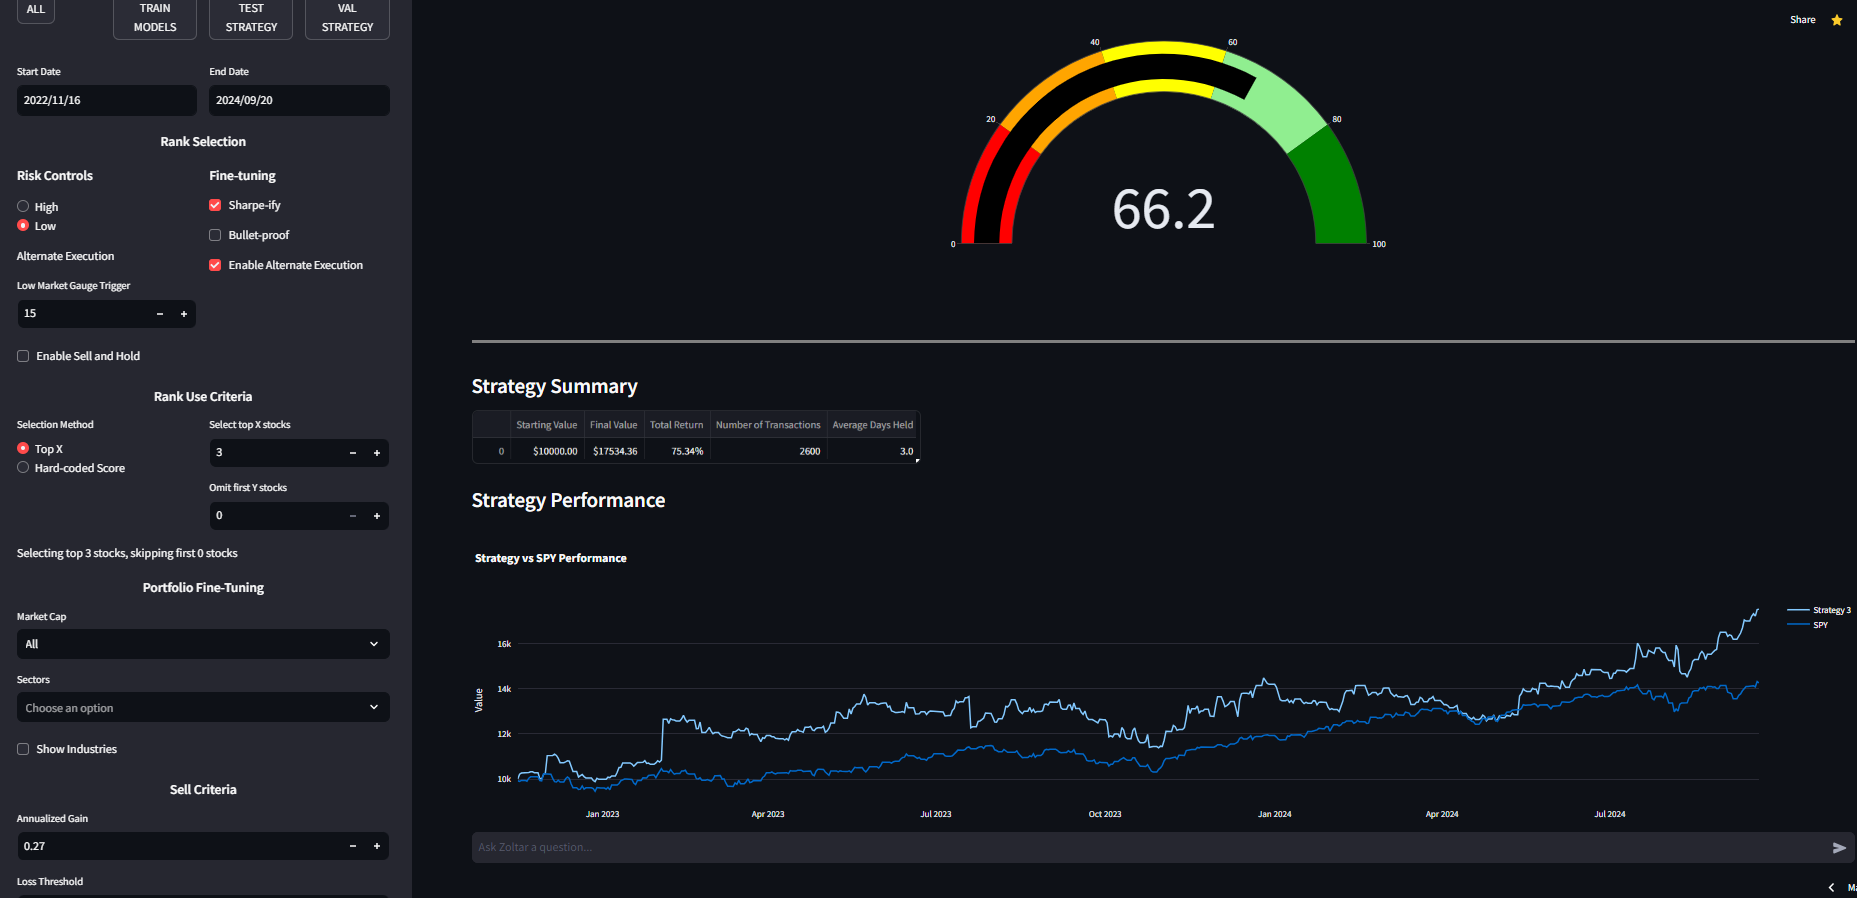 ALL
TRAIN
MODELS
TEST
STRATEGY
VAL
STRATEGY
Start Date
End Date
2022/11/16
2024/09/20
Rank Selection
Risk Controls
Fine-tuning
High
Low
Sharpe-ify
Bullet-proof
Alternate Execution
Enable Alternate Execution
Low Market Gauge Trigger
15
Enable Sell and Hold
Rank Use Criteria
Selection Method
Select top X stocks
Top X
3
Hard-coded Score
Omit first Y stocks
0
Selecting top 3 stocks, skipping first 0 stocks
Portfolio Fine-Tuning
Market Cap
All
Sectors
Choose an option
Show Industries
Sell Criteria
Annualized Gain
0.27
Loss Threshold
Share
0
20
40
60
80
100
66.2
Strategy Summary
Starting Value Final Value Total Return Number of Transactions Average Days Held
0 $10000.00 $17534.36 75.34% 2600 3.0
Strategy Performance
Strategy vs SPY Performance
Strategy 3
SPY
Value
16k
14k
12k
10k
Jan 2023 Apr 2023 Jul 2023 Oct 2023 Jan 2024 Apr 2024 Jul 2024
Ask Zoltar a question...